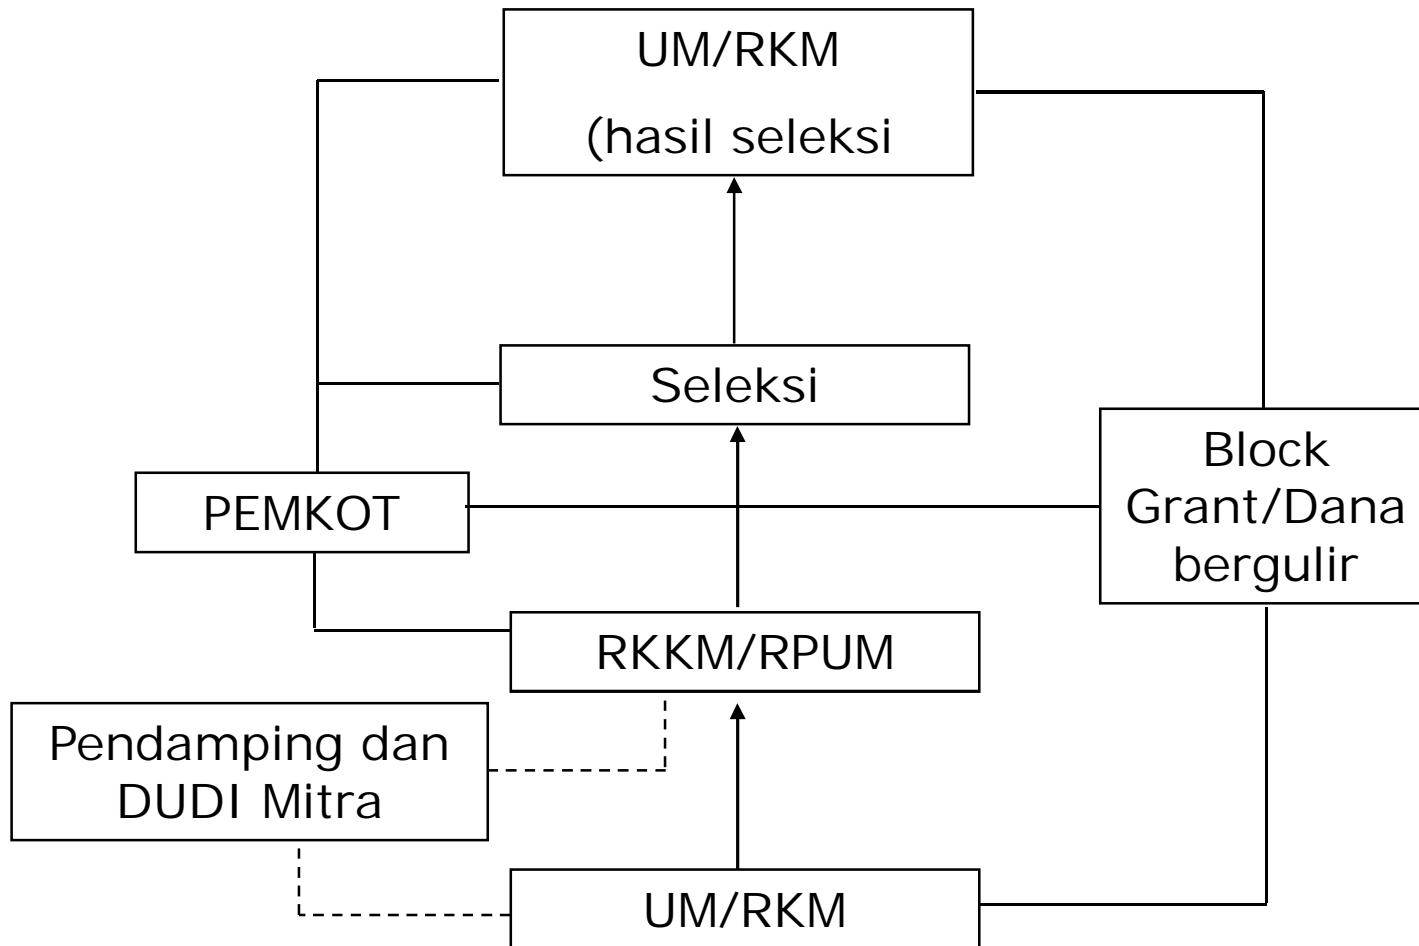 UM/RKM
(hasil seleksi
Seleksi
Block
Grant/Dana
bergulir
PEMKOT
RKKM/RPUM
Pendamping dan
DUDI Mitra
UM/RKM